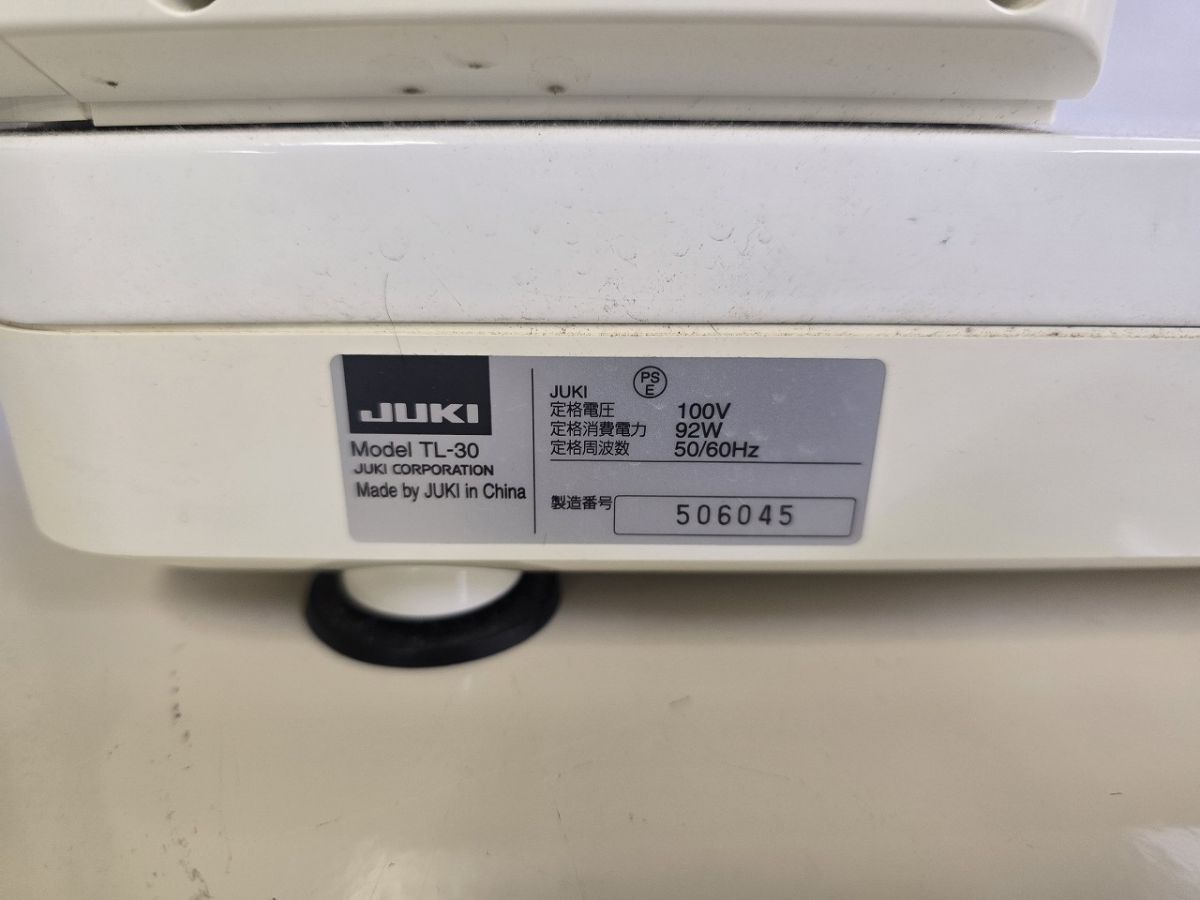 JUKI
Model TL-30
JUKI CORPORATION
Made by JUKI in China
JUKI PSE
定格電圧 100V
定格消費電力 92W
定格周波数 50/60Hz
製造番号 506045